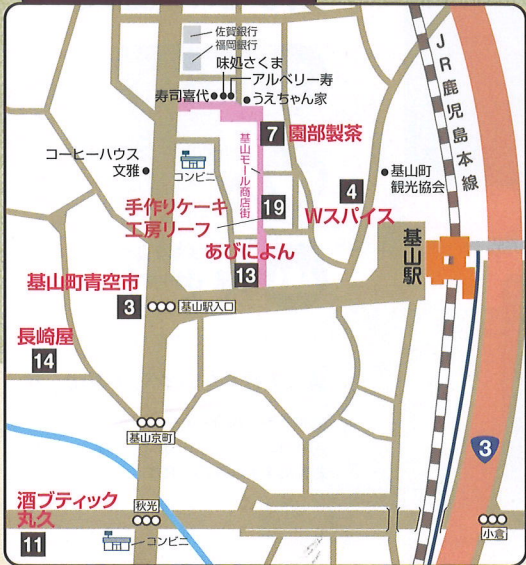 佐賀銀行
福岡銀行
味処さくま
アルベリー寿
寿司喜代
うえちゃん家
7 園部製茶
JR鹿児島本線
コーヒーハウス
文雅
コンビニ
基山モール商店街
基山町
観光協会
4
Wスパイス
手作りケーキ
工房リーフ
19
あびによん
13
基山駅
基山町青空市
3
基山駅入口
長崎屋
14
基山京町
3
酒ブティック
丸久
11
秋光
コンビニ
小倉